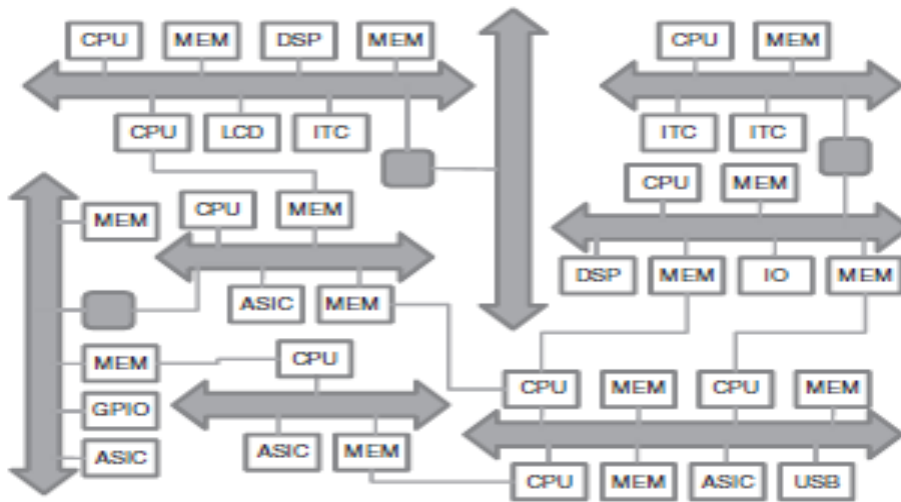 CPU MEM DSP MEM
CPU MEM
CPU LCD ITC
ITC ITC
CPU MEM
MEM CPU MEM
DSP MEM IO MEM
ASIC MEM
MEM CPU
CPU MEM CPU MEM
GPIO
ASIC ASIC MEM
CPU MEM ASIC USB